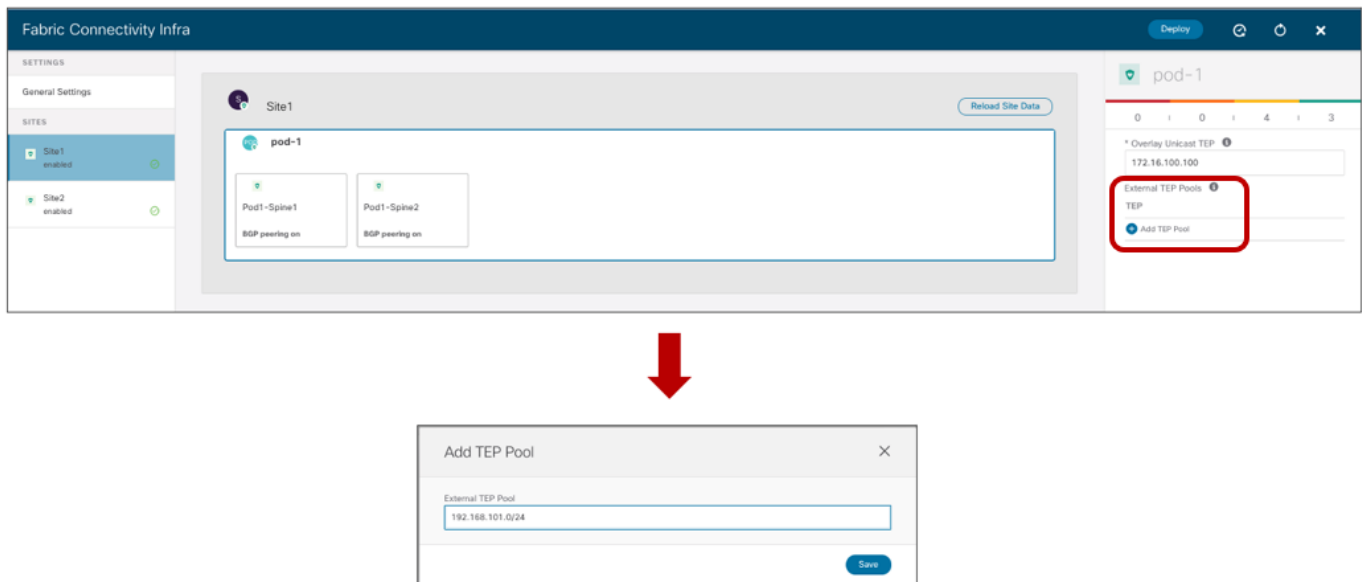 Fabric Connectivity Infra
Deploy
SETTINGS
General Settings
SITES
Site1
enabled
Site2
enabled
S
Site1
Reload Site Data
pod-1
Pod1-Spine1
BGP peering on
Pod1-Spine2
BGP peering on
pod-1
0 0 4 3
* Overlay Unicast TEP
172.16.100.100
External TEP Pools
TEP
Add TEP Pool
Add TEP Pool
External TEP Pool
192.168.101.0/24
Save